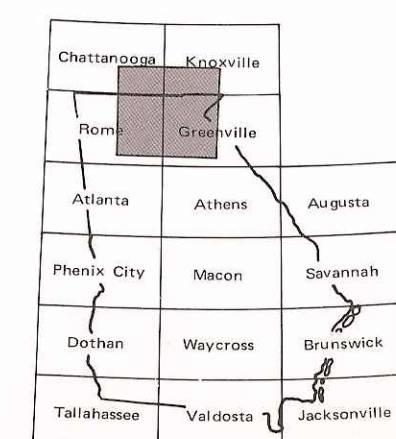 Chattanooga Knoxville
Rome Greenville
Atlanta Athens Augusta
Phenix City Macon Savannah
Dothan Waycross Brunswick
Tallahassee Valdosta Jacksonville